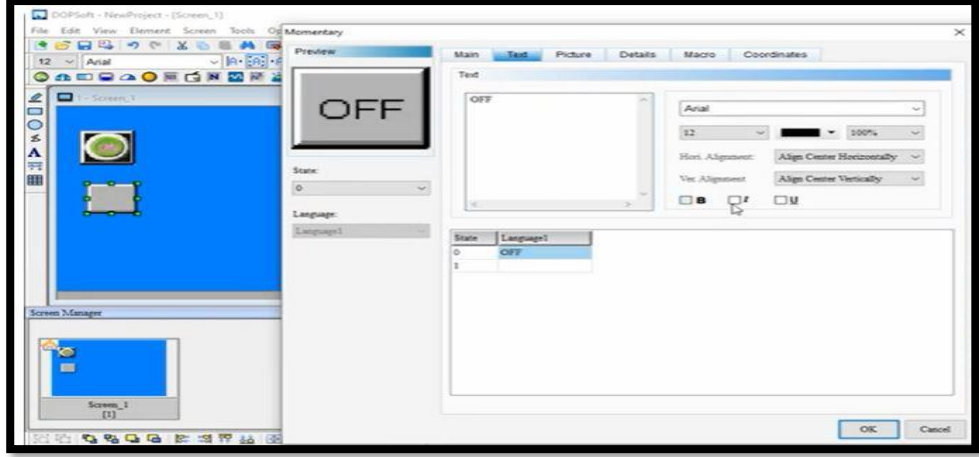 DOPSoft - NewProject - [Screen_1]
File Edit View Element Screen Tools Op
12 Arial
A
1 - Screen_1
Screen Manager
Screen_1
[1]
Momentary
Preview
OFF
State:
0
Language:
Language1
Main Text Picture Details Macro Coordinates
Text
OFF
Arial
12 100%
Hori. Alignment: Align Center Horizontally
Ver. Alignment Align Center Vertically
B I U
State Language1
0 OFF
1
OK Cancel